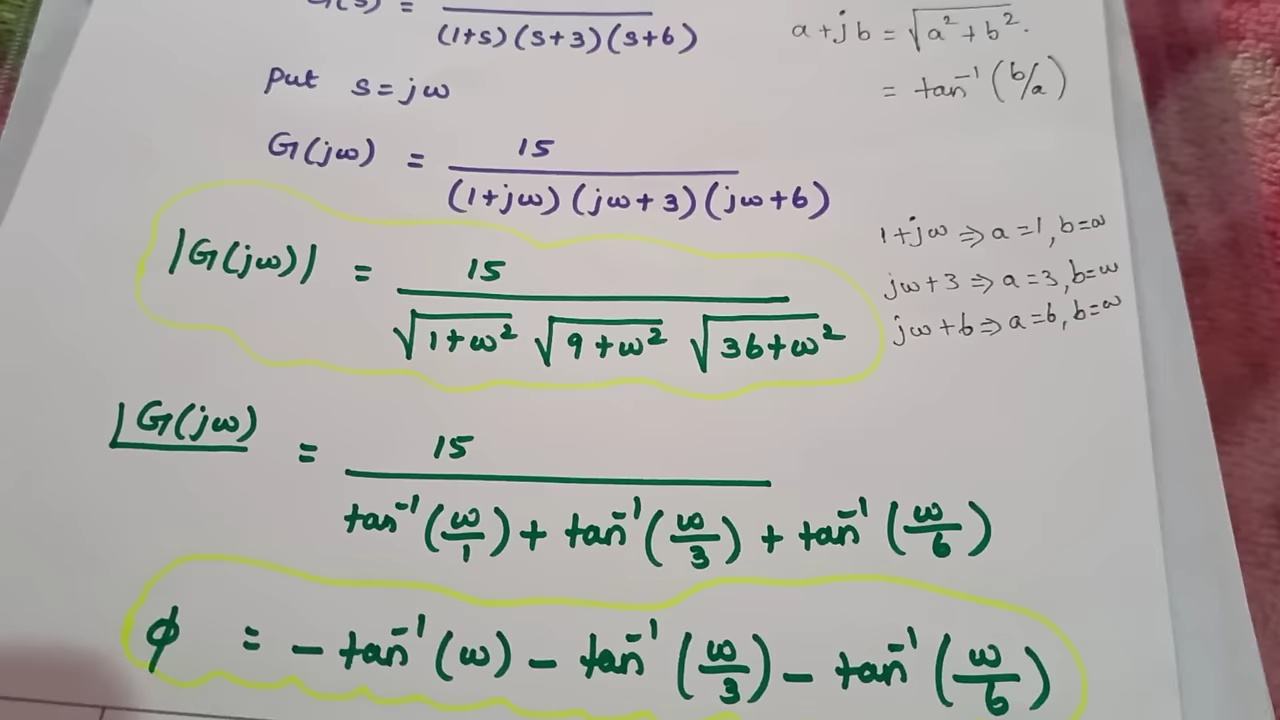 G(s) =
(1+s) (s+3) (s+6)
a+jb = √a²+b².
= tan⁻¹ (b/a)
Put s=jω
G(jω) = 15
(1+jω) (jω+3) (jω+6)
1+jω ⇒ a=1, b=ω
jω+3 ⇒ a=3, b=ω
jω+6 ⇒ a=6, b=ω
|G(jω)| = 15
√1+ω² √9+ω² √36+ω²
∠G(jω) = 15
tan⁻¹ (ω/1) + tan⁻¹ (ω/3) + tan⁻¹ (ω/6)
ϕ = - tan⁻¹ (ω) - tan⁻¹ (ω/3) - tan⁻¹ (ω/6)